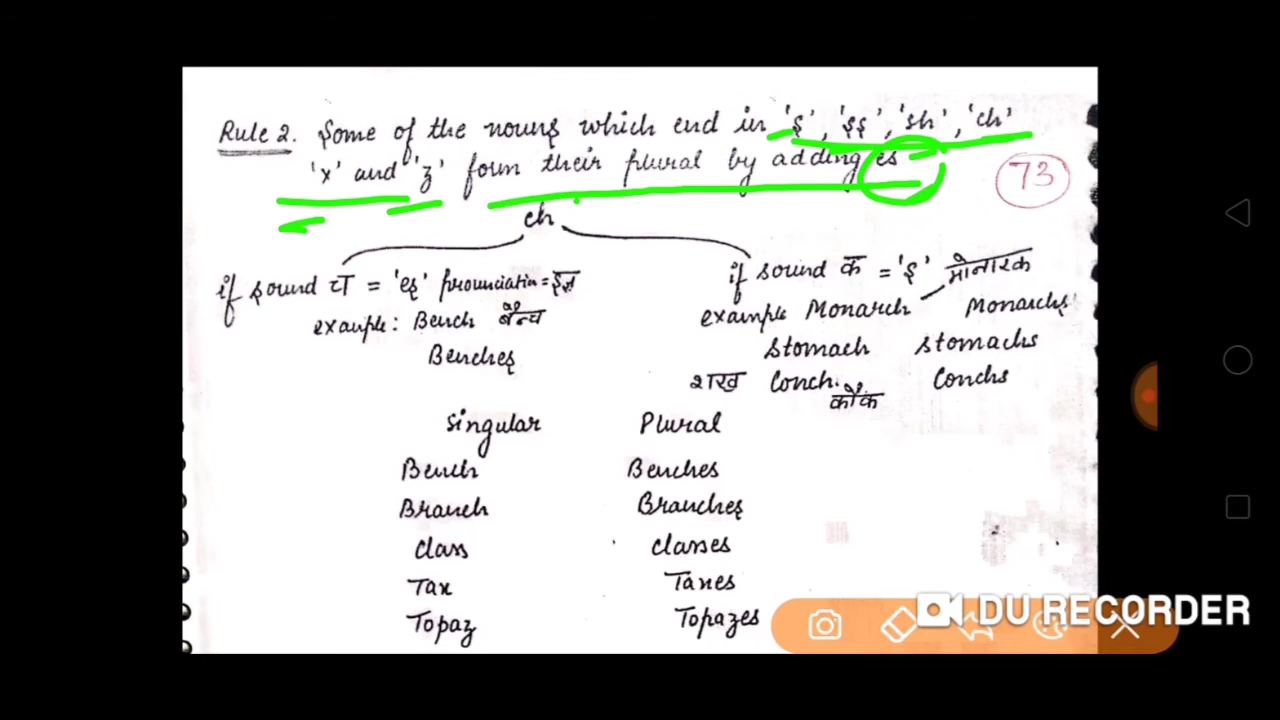 Rule 2. Some of the nouns which end in 's', 'ss', 'sh', 'ch'
'x' and 'z' form their plural by adding es
73
ch
if sound च = 'es' pronunciation = इज़
example: Bench बेन्च
Benches
if sound क = 's' मोनारक
example Monarch Monarchs
Stomach Stomachs
शंख Conch. कौंक Conchs
Singular Plural
Bench Benches
Branch Branches
Class Classes
Tax Taxes
Topaz Topazes
DU RECORDER